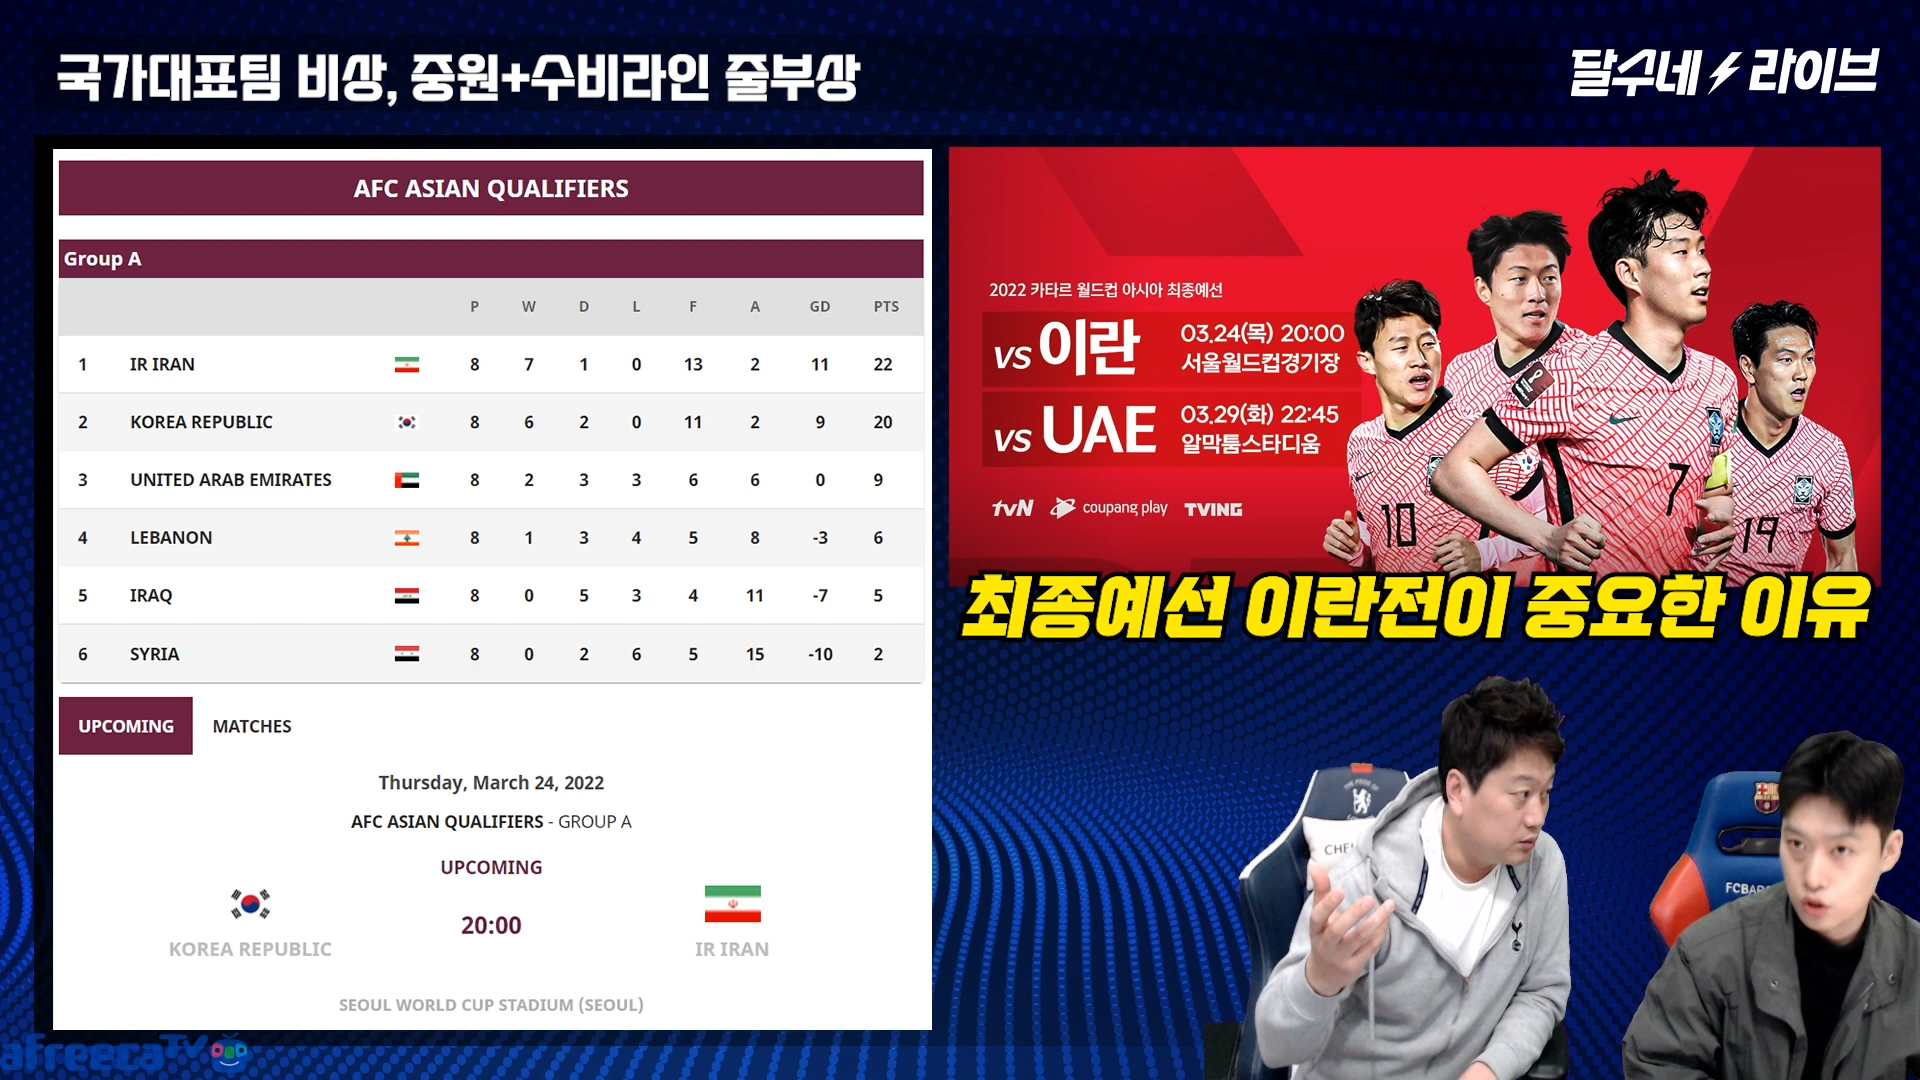 국가대표팀 비상, 중원+수비라인 줄부상
달수네 라이브
AFC ASIAN QUALIFIERS
Group A
P W D L F A GD PTS
1 IR IRAN 8 7 1 0 13 2 11 22
2 KOREA REPUBLIC 8 6 2 0 11 2 9 20
3 UNITED ARAB EMIRATES 8 2 3 3 6 6 0 9
4 LEBANON 8 1 3 4 5 8 -3 6
5 IRAQ 8 0 5 3 4 11 -7 5
6 SYRIA 8 0 2 6 5 15 -10 2
UPCOMING MATCHES
Thursday, March 24, 2022
AFC ASIAN QUALIFIERS - GROUP A
UPCOMING
20:00
KOREA REPUBLIC IR IRAN
SEOUL WORLD CUP STADIUM (SEOUL)
2022 카타르 월드컵 아시아 최종예선
vs 이란 03.24(목) 20:00
서울월드컵경기장
vs UAE 03.29(화) 22:45
알막툼스타디움
tvN coupang play TVING
10
7
19
최종예선 이란전이 중요한 이유
CHEL
FCBAR
afreecaTV